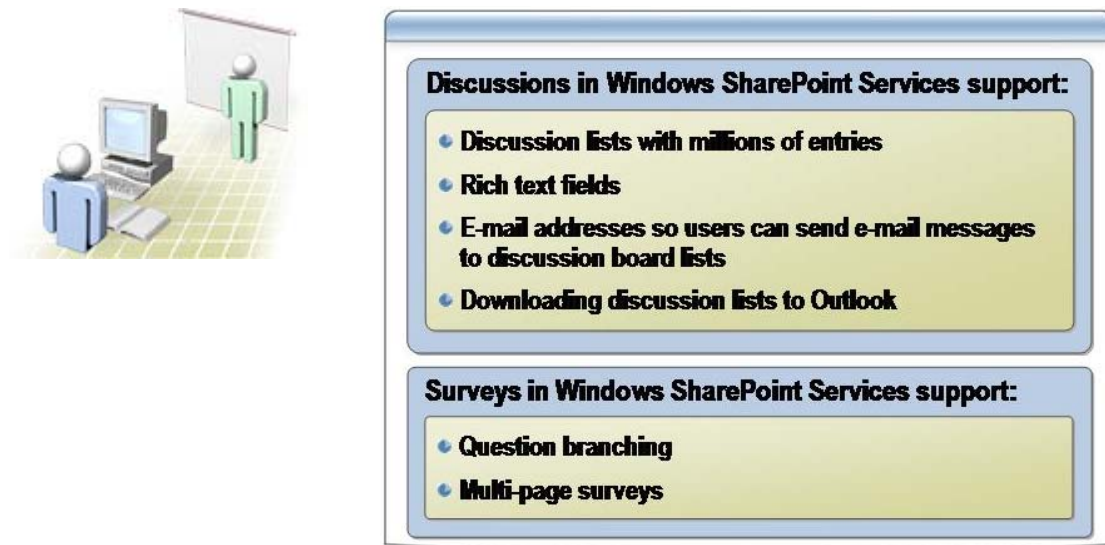 Discussions in Windows SharePoint Services support:
Discussion lists with millions of entries
Rich text fields
E-mail addresses so users can send e-mail messages
to discussion board lists
Downloading discussion lists to Outlook
Surveys in Windows SharePoint Services support:
Question branching
Multi-page surveys